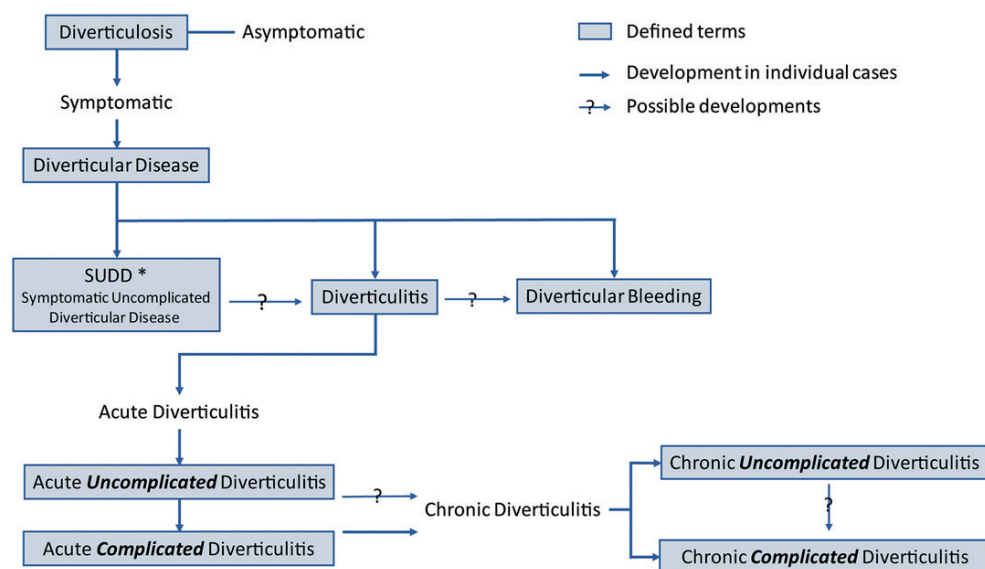 Diverticulosis
Asymptomatic
Defined terms
Development in individual cases
? Possible developments
Symptomatic
Diverticular Disease
SUDD *
Symptomatic Uncomplicated
Diverticular Disease
?
Diverticulitis
?
Diverticular Bleeding
Acute Diverticulitis
Acute Uncomplicated Diverticulitis
?
Acute Complicated Diverticulitis
Chronic Diverticulitis
Chronic Uncomplicated Diverticulitis
?
Chronic Complicated Diverticulitis